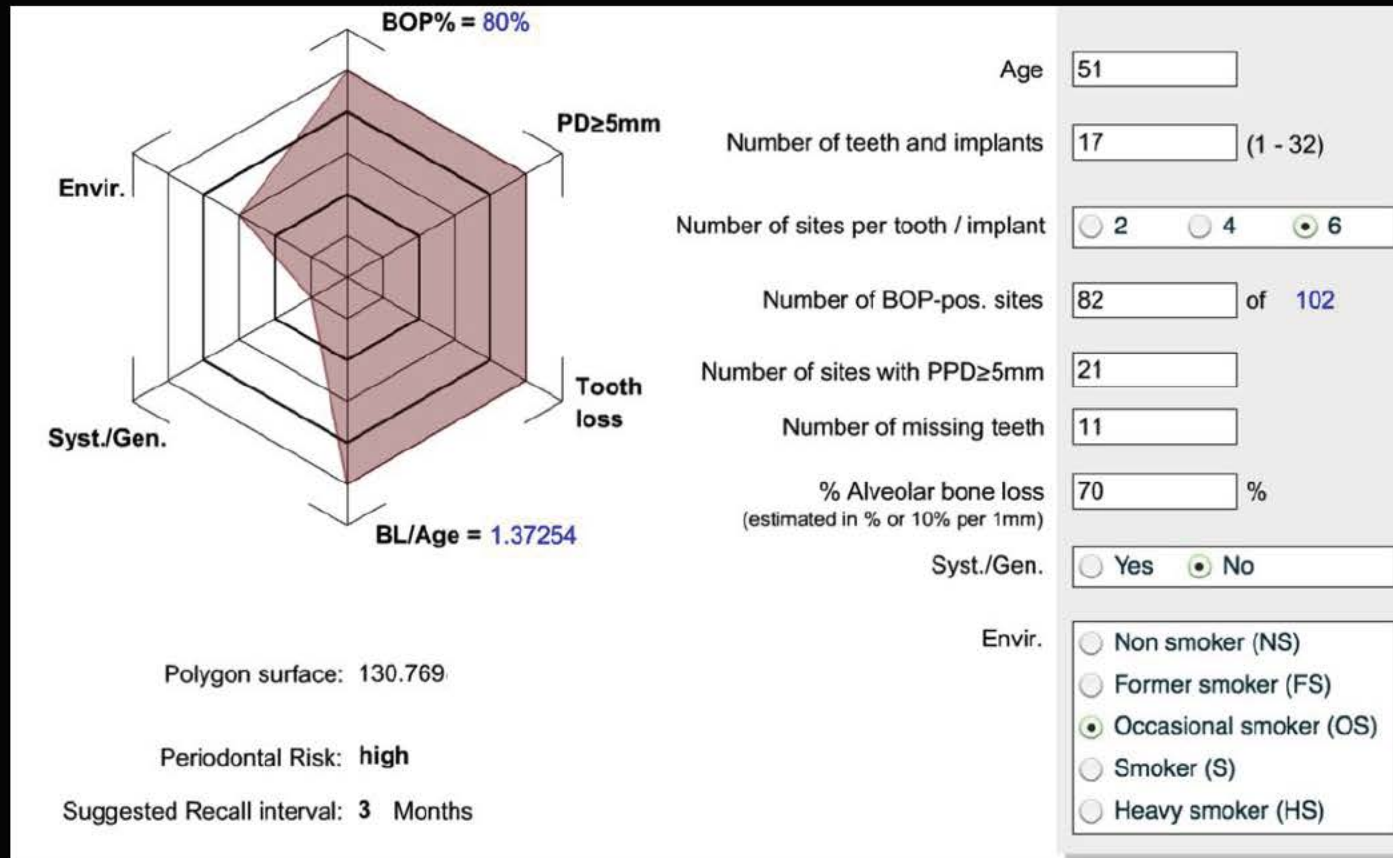 BOP% = 80%
PD≥5mm
Envir.
Tooth
loss
Syst./Gen.
BL/Age = 1.37254
Polygon surface: 130.769
Periodontal Risk: high
Suggested Recall interval: 3 Months
Age 51
Number of teeth and implants 17 (1 - 32)
Number of sites per tooth / implant 2 4 6
Number of BOP-pos. sites 82 of 102
Number of sites with PPD≥5mm 21
Number of missing teeth 11
% Alveolar bone loss 70 %
(estimated in % or 10% per 1mm)
Syst./Gen. Yes No
Envir. Non smoker (NS)
Former smoker (FS)
Occasional smoker (OS)
Smoker (S)
Heavy smoker (HS)